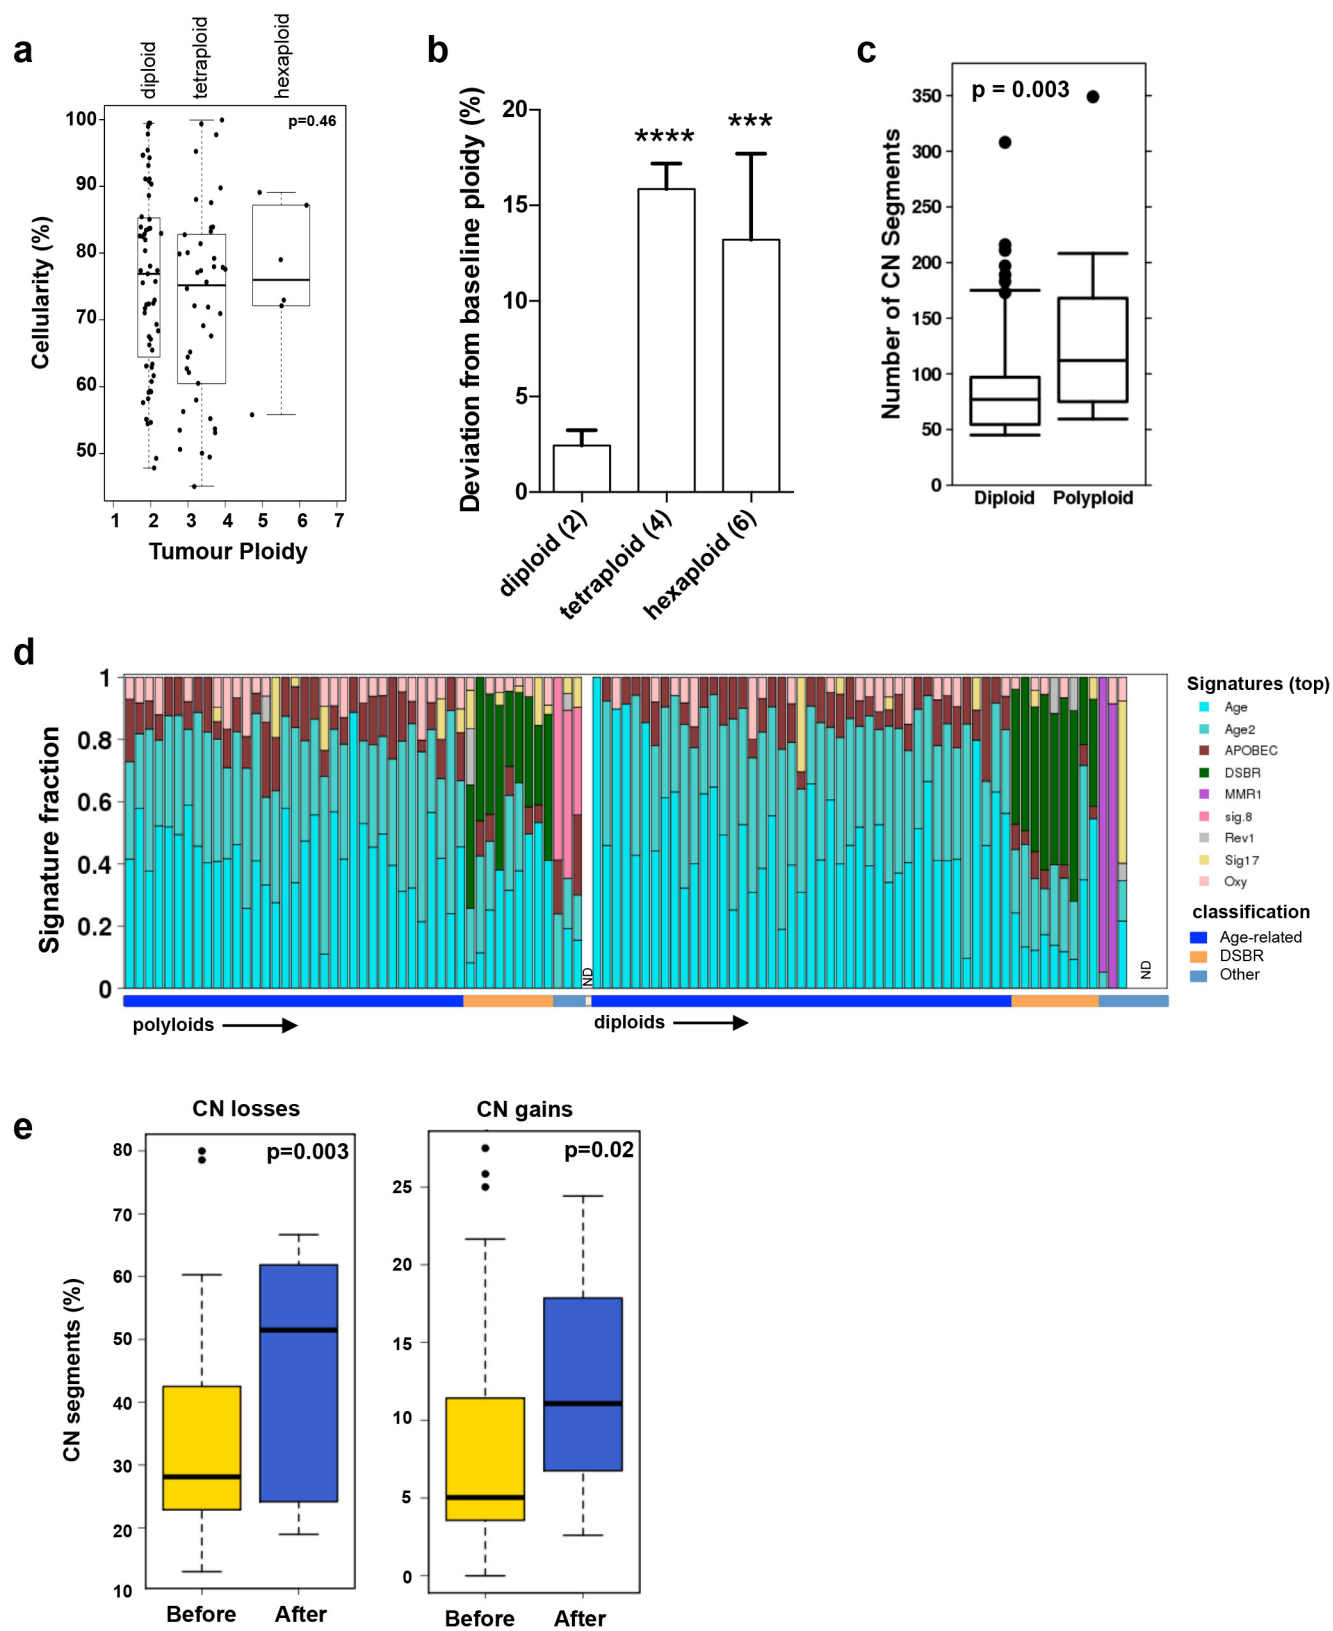 a
diploid
tetraploid
hexaploid
p=0.46
100
90
80
70
60
50
Cellularity (%)
1 2 3 4 5 6 7
Tumour Ploidy
b
Deviation from baseline ploidy (%)
20
15
10
5
0
**** ***
diploid (2)
tetraploid (4)
hexaploid (6)
c
p = 0.003
Number of CN Segments
350
300
250
200
150
100
50
0
Diploid Polyploid
d
Signature fraction
1
0.8
0.6
0.4
0.2
0
ND
ND
polyloids
diploids
Signatures (top)
Age
Age2
APOBEC
DSBR
MMR1
sig.8
Rev1
Sig17
Oxy
classification
Age-related
DSBR
Other
e
CN losses
p=0.003
CN segments (%)
80
70
60
50
40
30
20
10
Before After
CN gains
p=0.02
25
20
15
10
5
0
Before After